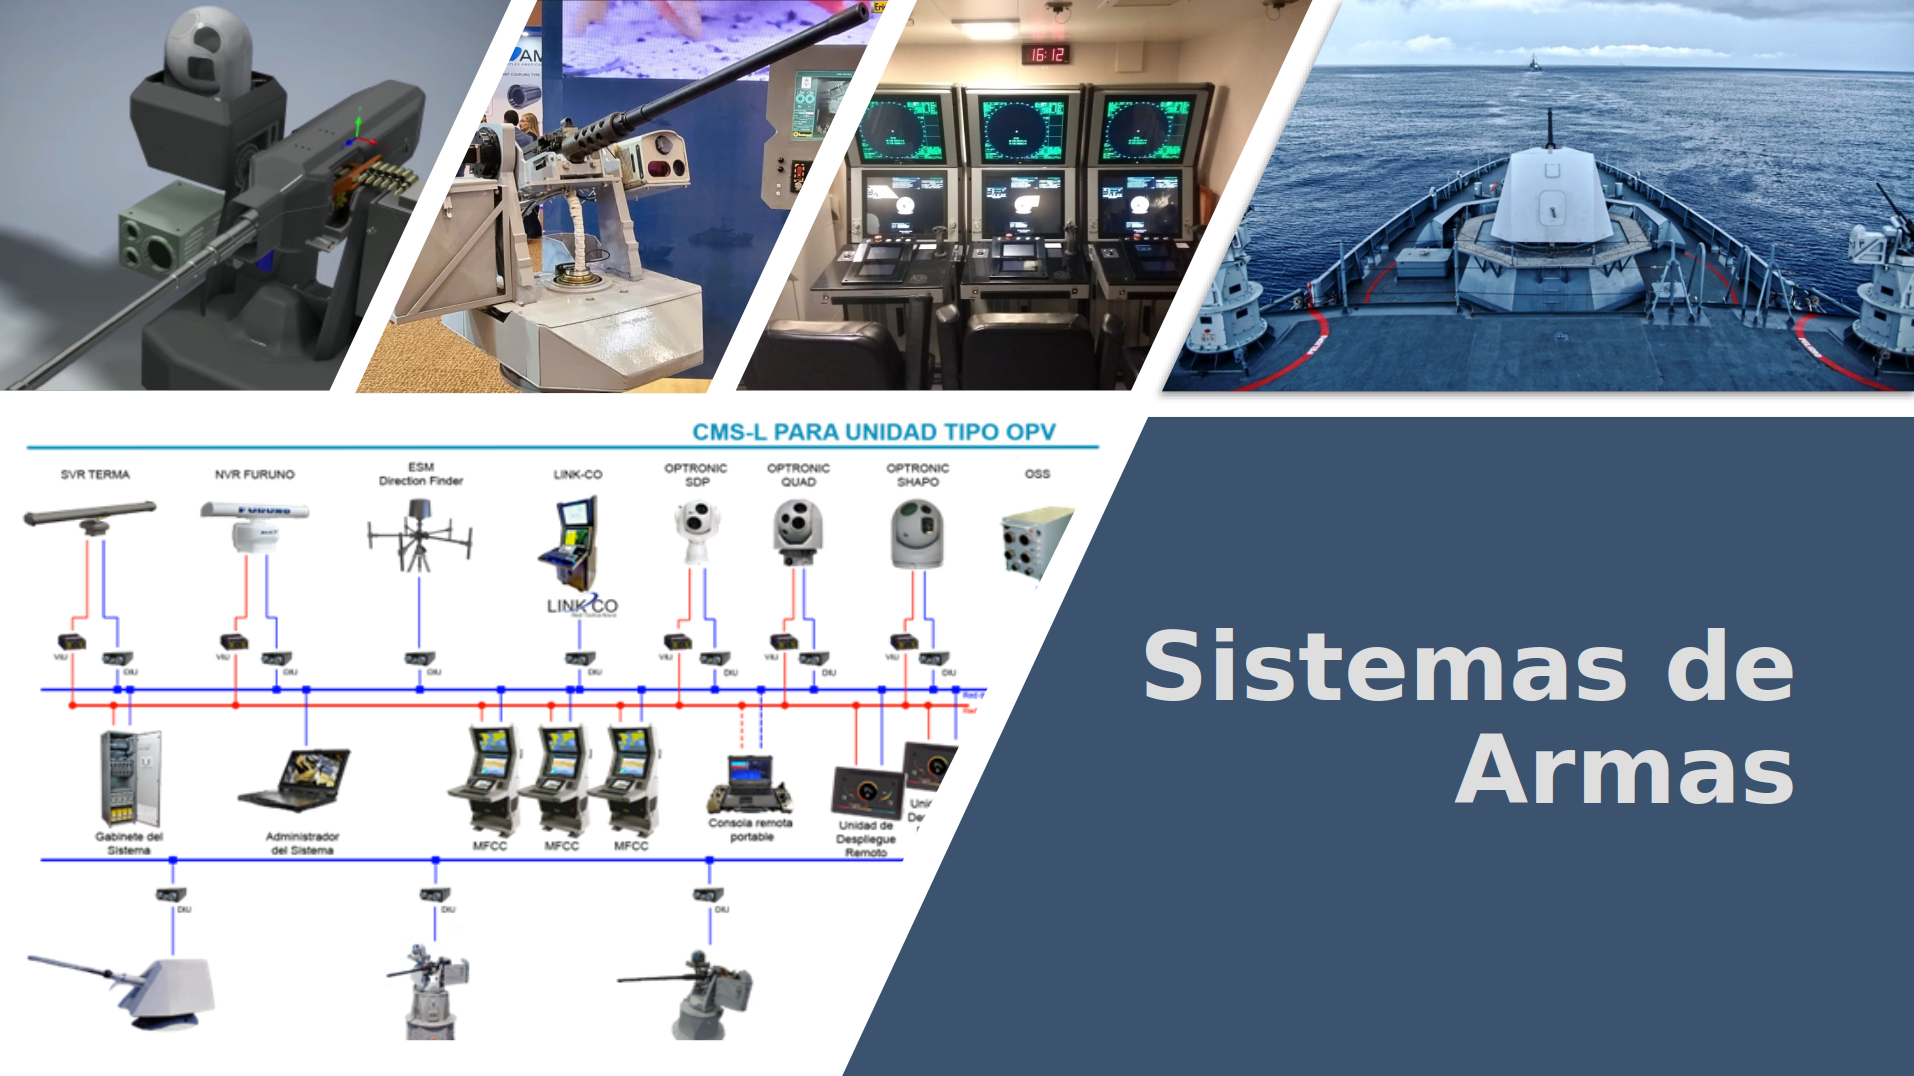 AM
16:12
PELIGRO
CMS-L PARA UNIDAD TIPO OPV
SVR TERMA
NVR FURUNO
ESM
Direction Finder
LINK-CO
OPTRONIC
SDP
OPTRONIC
QUAD
OPTRONIC
SHAPO
OSS
FURUNO
LINK CO
VIU
DIU
VIU
DIU
DIU
DIU
VIU
DIU
VIU
DIU
VIU
DIU
Red
Red
Gabinete del
Sistema
Administrador
del Sistema
MFCC
MFCC
MFCC
Consola remota
portable
Unidad de
Despliegue
Remoto
DIU
DIU
DIU
Sistemas de
Armas